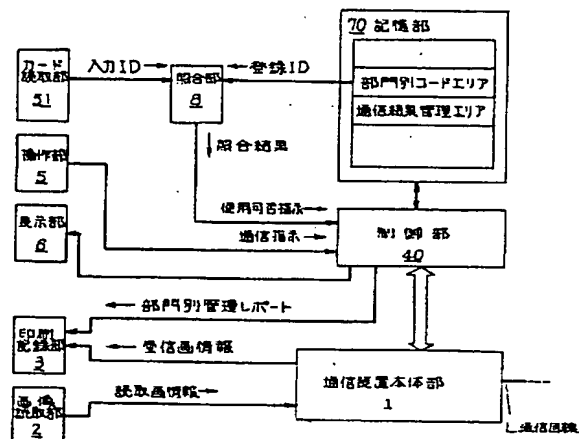 カード
読取部
51
入力ID
照合部
8
登録ID
70 記憶部
部門別コードエリア
通信結果管理エリア
照合結果
操作部
5
使用可否指示
通信指示
制御部
40
表示部
6
部門別管理レポート
印刷
記録部
3
受信画情報
画像
読取部
2
読取画情報
通信装置本体部
1
通信回線